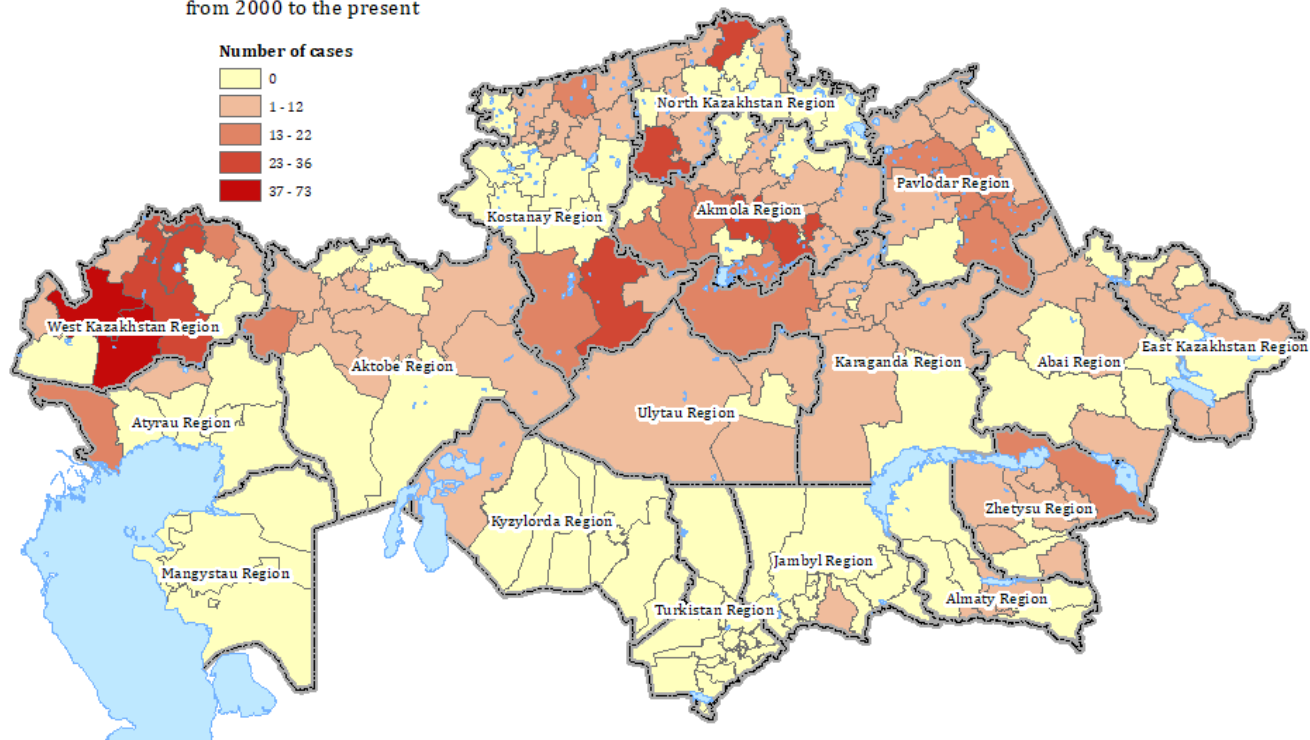 from 2000 to the present
Number of cases
0
1 - 12
13 - 22
23 - 36
37 - 73
North Kazakhstan Region
Pavlodar Region
Kostanay Region
Akmola Region
West Kazakhstan Region
Aktobe Region
Karaganda Region
Abai Region
East Kazakhstan Region
Ulytau Region
Atyrau Region
Kyzylorda Region
Zhetysu Region
Mangystau Region
Jambyl Region
Almaty Region
Turkistan Region